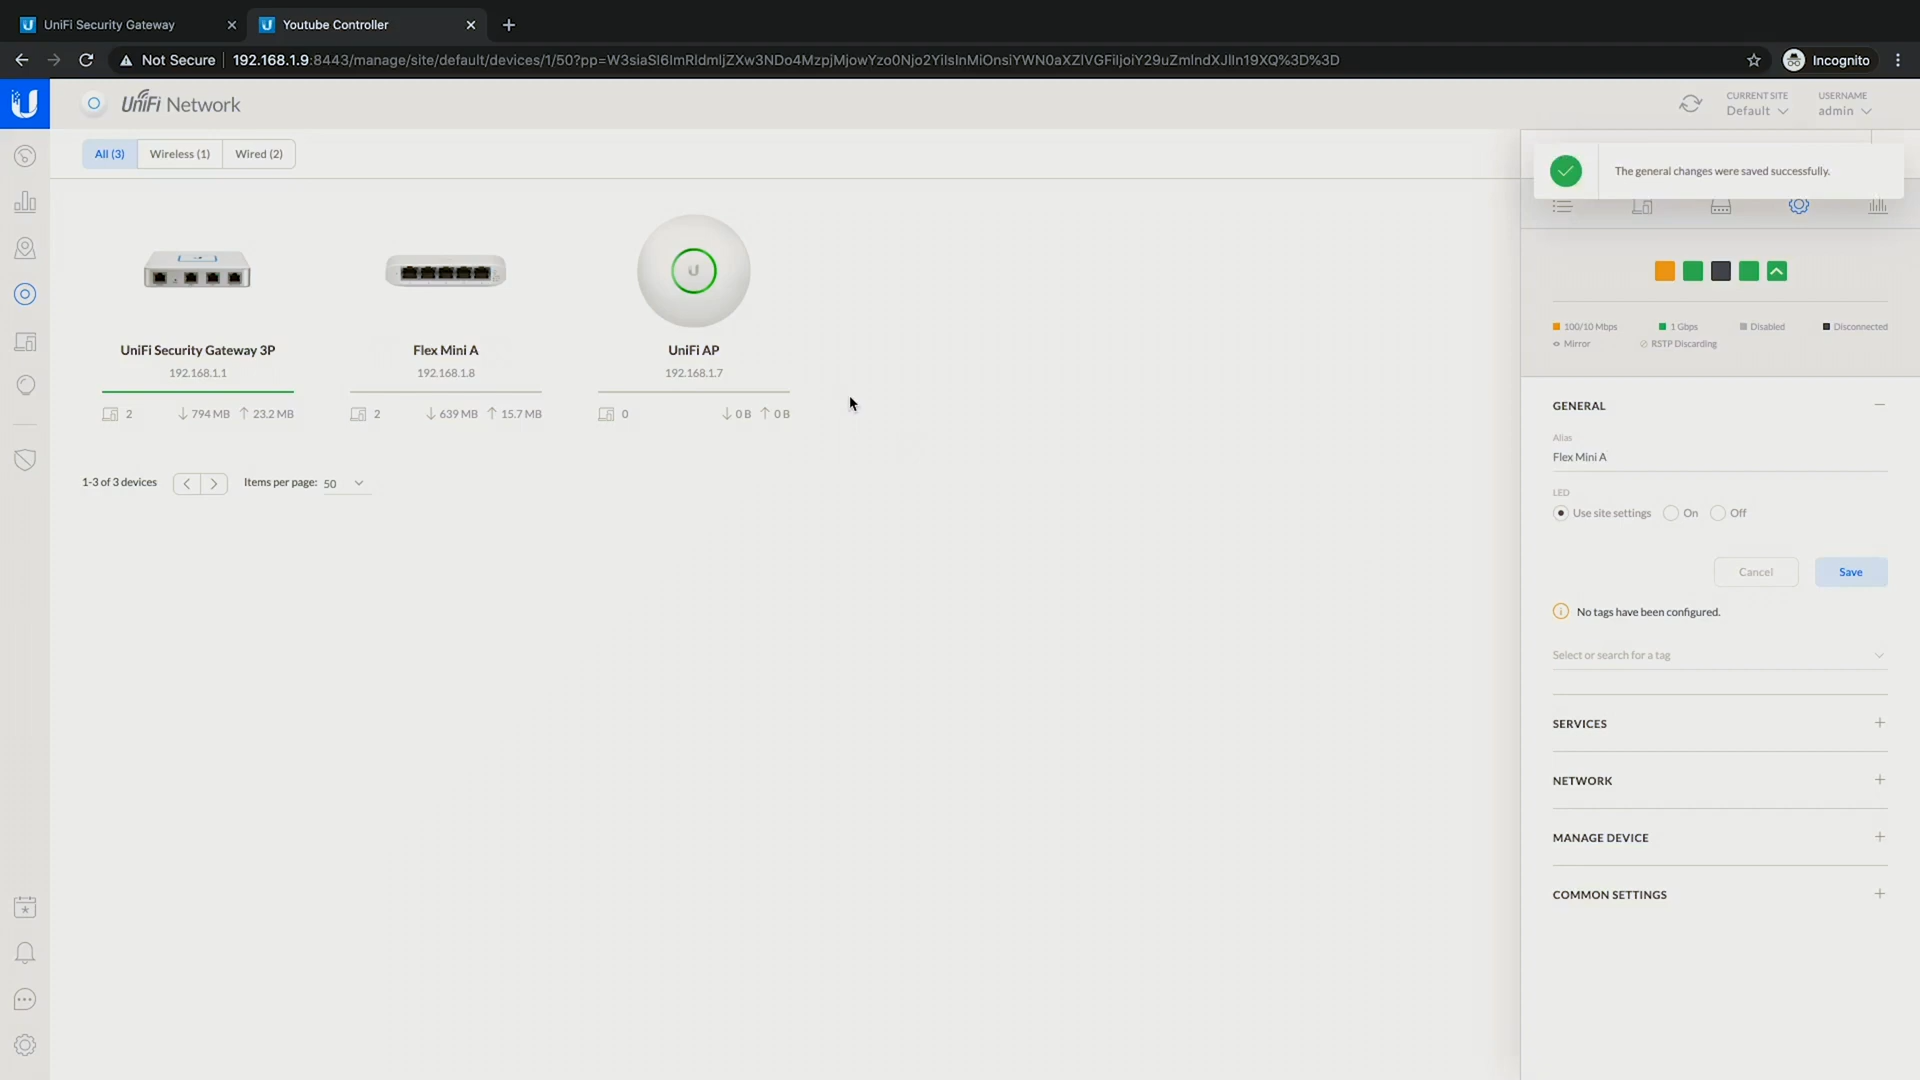 UniFi Security Gateway
Youtube Controller
Not Secure
192.168.1.9:8443/manage/site/default/devices/1/50?pp=W3siaSI6ImRldmljZXw3NDo4MzpjMjowYzo0Njo2YiIsInMiOnsiYWN0aXZlVGFiIjoiY29uZmlndXJlIn19XQ%3D%3D
Incognito
UniFi Network
CURRENT SITE
Default
USERNAME
admin
All (3)
Wireless (1)
Wired (2)
The general changes were saved successfully.
UniFi Security Gateway 3P
192.168.1.1
2
794 MB
23.2 MB
Flex Mini A
192.168.1.8
2
639 MB
15.7 MB
UniFi AP
192.168.1.7
0
0 B
0 B
1-3 of 3 devices
Items per page:
50
100/10 Mbps
1 Gbps
Disabled
Disconnected
Mirror
RSTP Discarding
GENERAL
Alias
Flex Mini A
LED
Use site settings
On
Off
Cancel
Save
No tags have been configured.
Select or search for a tag
SERVICES
NETWORK
MANAGE DEVICE
COMMON SETTINGS